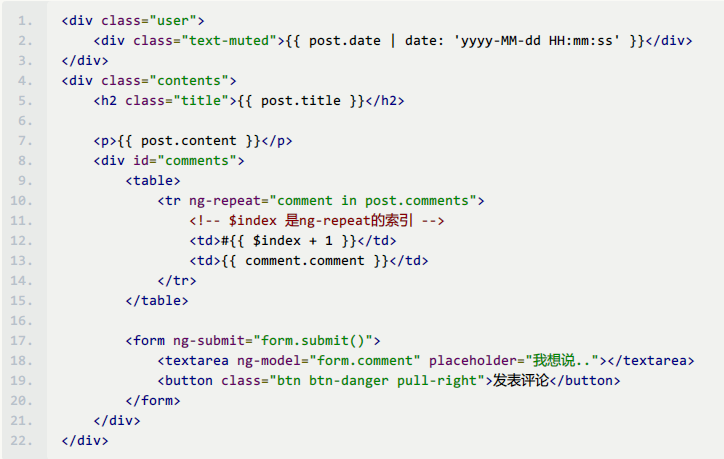 1. <div class="user">
2.     <div class="text-muted">{{ post.date | date: 'yyyy-MM-dd HH:mm:ss' }}</div>
3. </div>
4. <div class="contents">
5.     <h2 class="title">{{ post.title }}</h2>
6.
7.     <p>{{ post.content }}</p>
8.     <div id="comments">
9.         <table>
10.             <tr ng-repeat="comment in post.comments">
11.                 <!-- $index 是ng-repeat的索引 -->
12.                 <td>#{{ $index + 1 }}</td>
13.                 <td>{{ comment.comment }}</td>
14.             </tr>
15.         </table>
16.
17.         <form ng-submit="form.submit()">
18.             <textarea ng-model="form.comment" placeholder="我想说.."></textarea>
19.             <button class="btn btn-danger pull-right">发表评论</button>
20.         </form>
21.     </div>
22. </div>